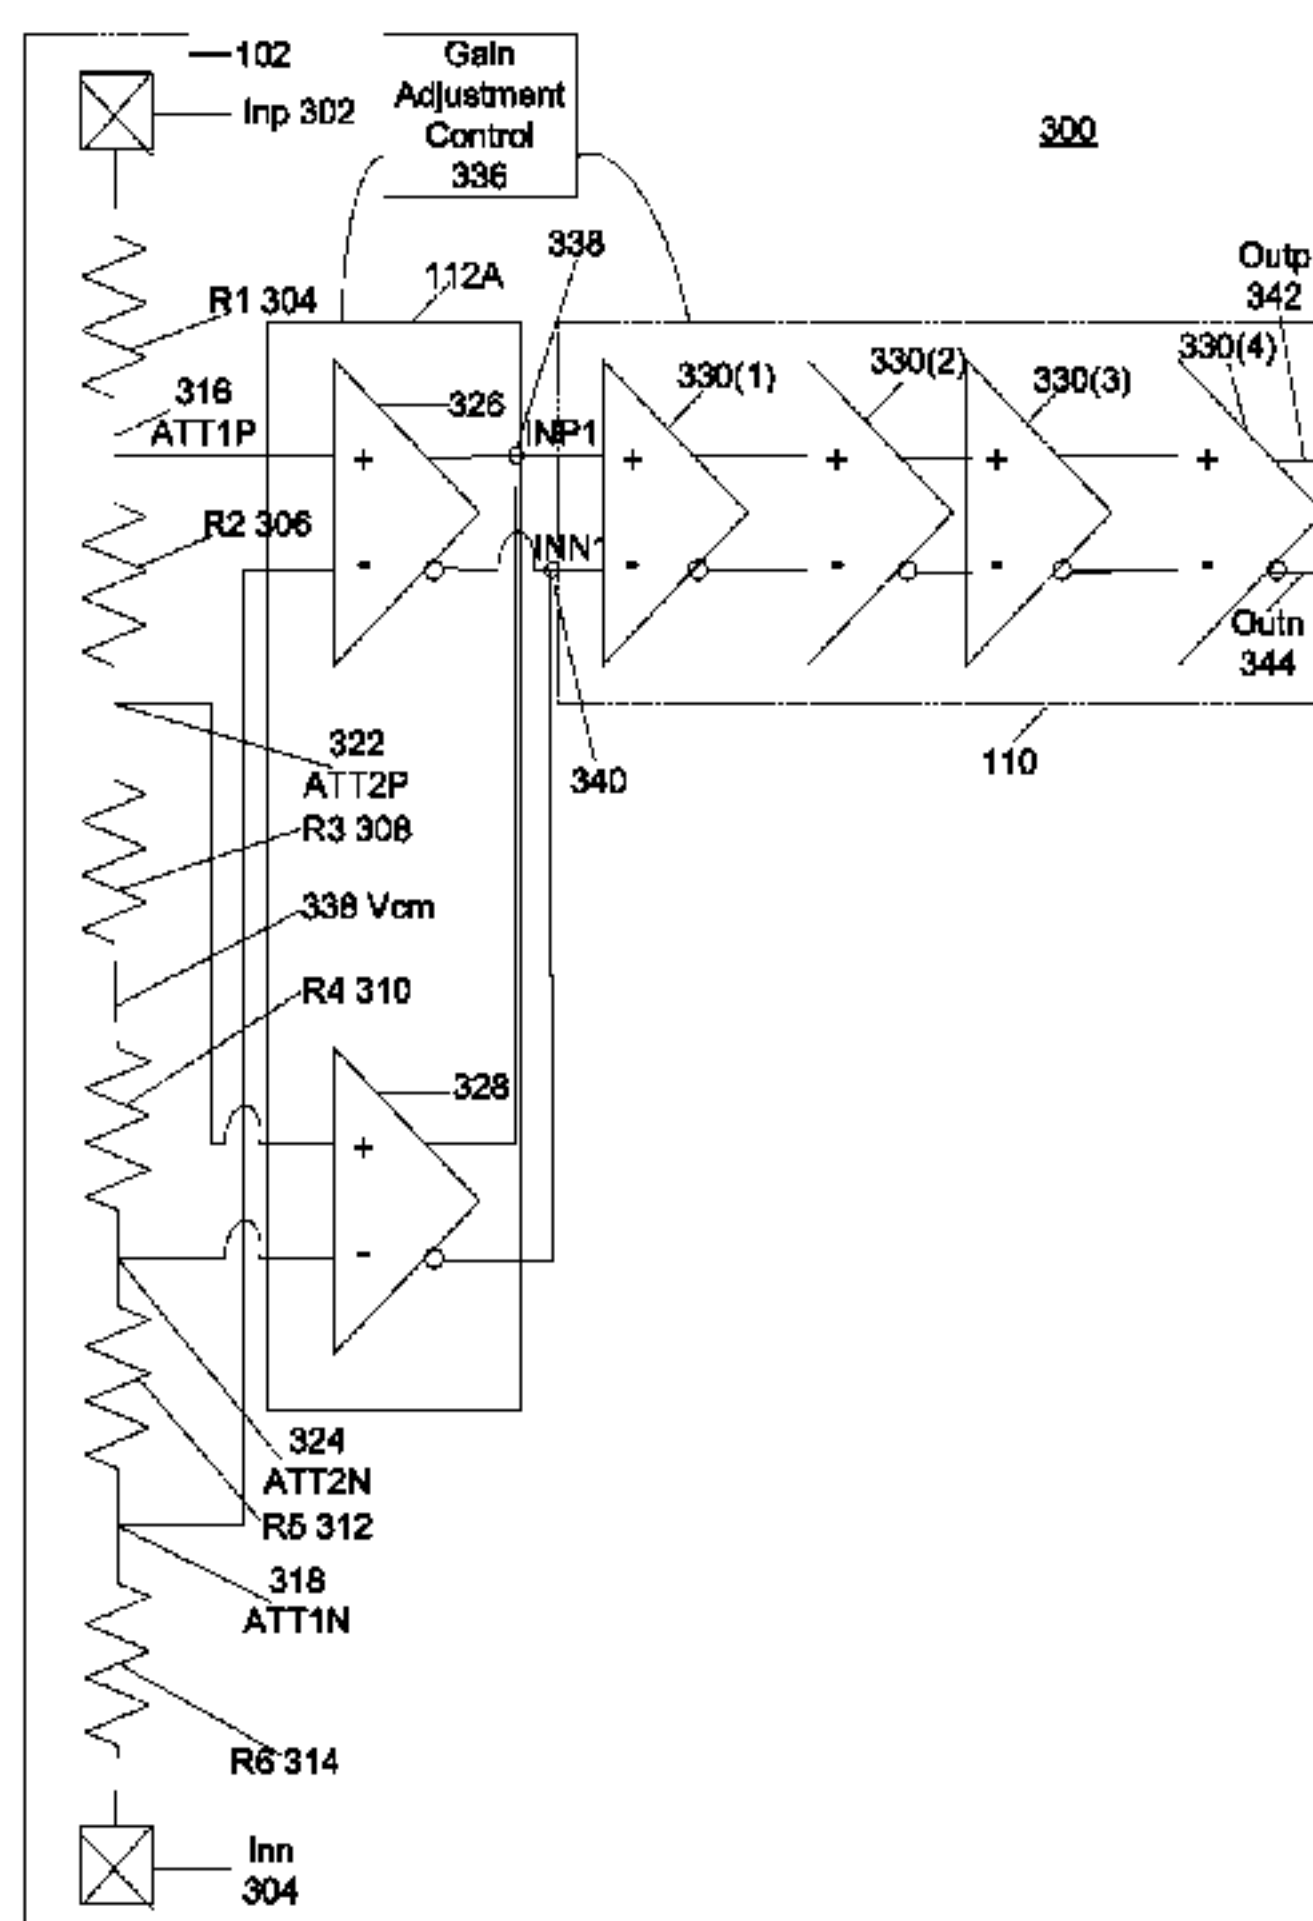 102
Inp 302
Gain
Adjustment
Control
336
300
338
112A
Outp
342
R1 304
330(1)
330(2)
330(3)
330(4)
316
ATT1P
326
INP1
+
+
+
+
+
R2 306
INN1
-
-
-
-
-
Outn
344
322
ATT2P
340
110
R3 308
338 Vcm
R4 310
328
+
-
324
ATT2N
R5 312
318
ATT1N
R6 314
Inn
304